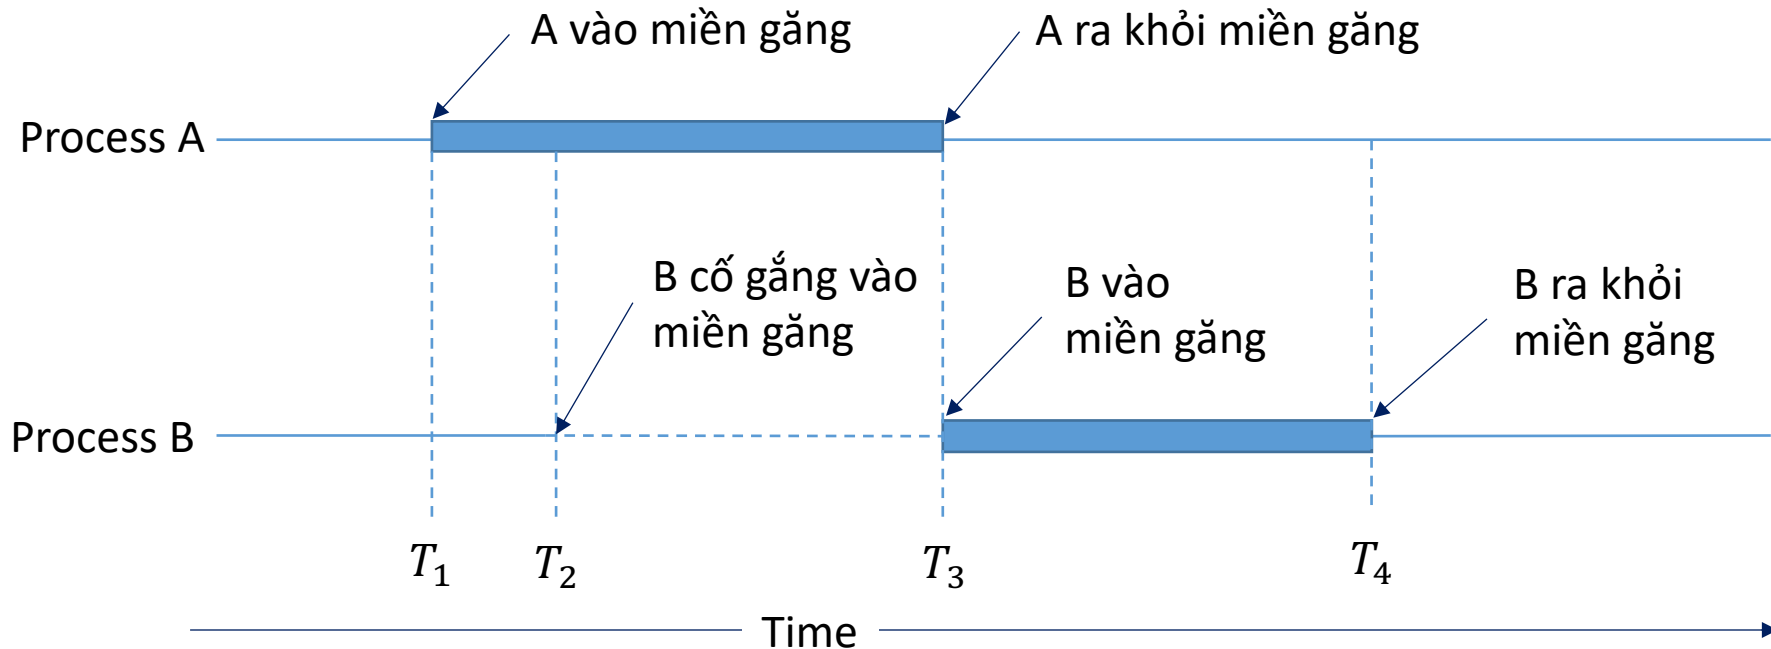 A vào miền găng
A ra khỏi miền găng
Process A
B cố gắng vào
miền găng
B vào
miền găng
B ra khỏi
miền găng
Process B
T₁
T₂
T₃
T₄
Time